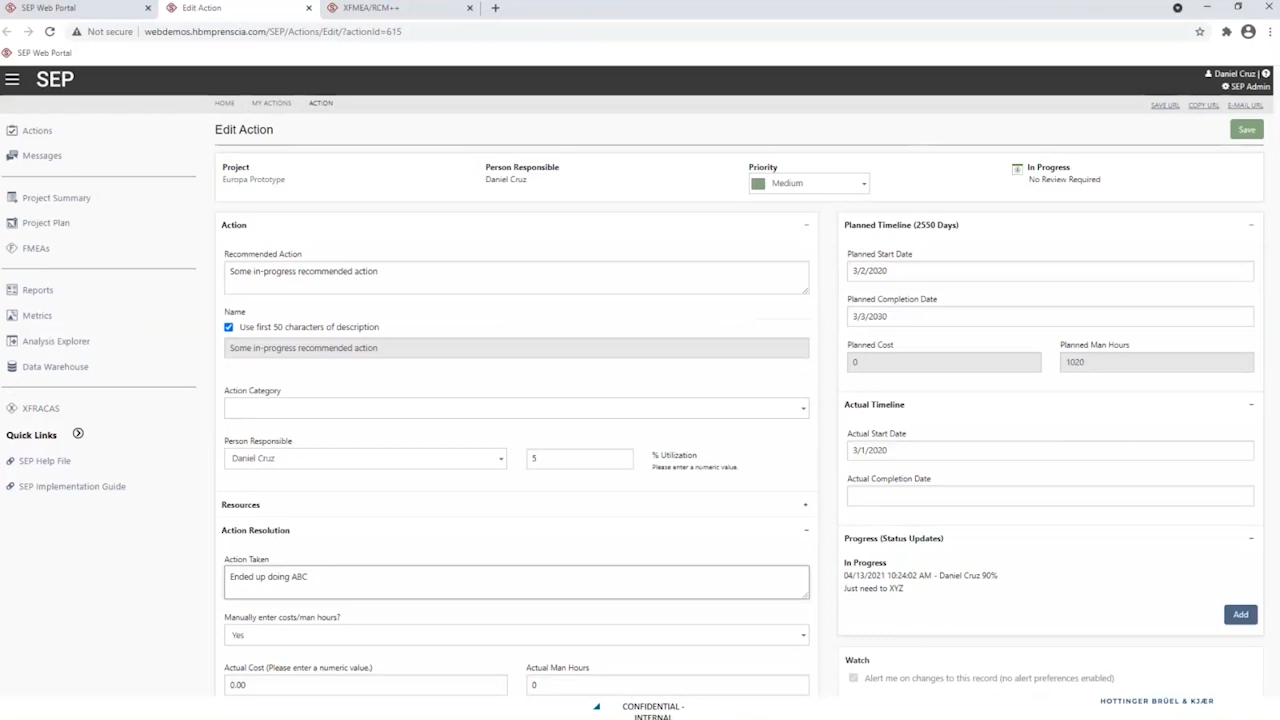 SEP Web Portal
Edit Action
XFMEA/RCM++
Not secure | webdemos.hbmprenscia.com/SEP/Actions/Edit/?actionId=615
SEP Web Portal
SEP
Daniel Cruz |
SEP Admin
HOME MY ACTIONS ACTION
SAVE URL COPY URL E-MAIL URL
Actions
Messages
Project Summary
Project Plan
FMEAs
Reports
Metrics
Analysis Explorer
Data Warehouse
XFRACAS
Quick Links
SEP Help File
SEP Implementation Guide
Edit Action
Save
Project
Europa Prototype
Person Responsible
Daniel Cruz
Priority
Medium
In Progress
No Review Required
Action
Recommended Action
Some in-progress recommended action
Name
Use first 50 characters of description
Some in-progress recommended action
Action Category
Person Responsible
Daniel Cruz
5
% Utilization
Please enter a numeric value.
Resources
Action Resolution
Action Taken
Ended up doing ABC
Manually enter costs/man hours?
Yes
Actual Cost (Please enter a numeric value.)
0.00
Actual Man Hours
0
Planned Timeline (2550 Days)
Planned Start Date
3/2/2020
Planned Completion Date
3/3/2030
Planned Cost
0
Planned Man Hours
1020
Actual Timeline
Actual Start Date
3/1/2020
Actual Completion Date
Progress (Status Updates)
In Progress
04/13/2021 10:24:02 AM - Daniel Cruz 90%
Just need to XYZ
Add
Watch
Alert me on changes to this record (no alert preferences enabled)
CONFIDENTIAL -
INTERNAL
HOTTINGER BRÜEL & KJÆR